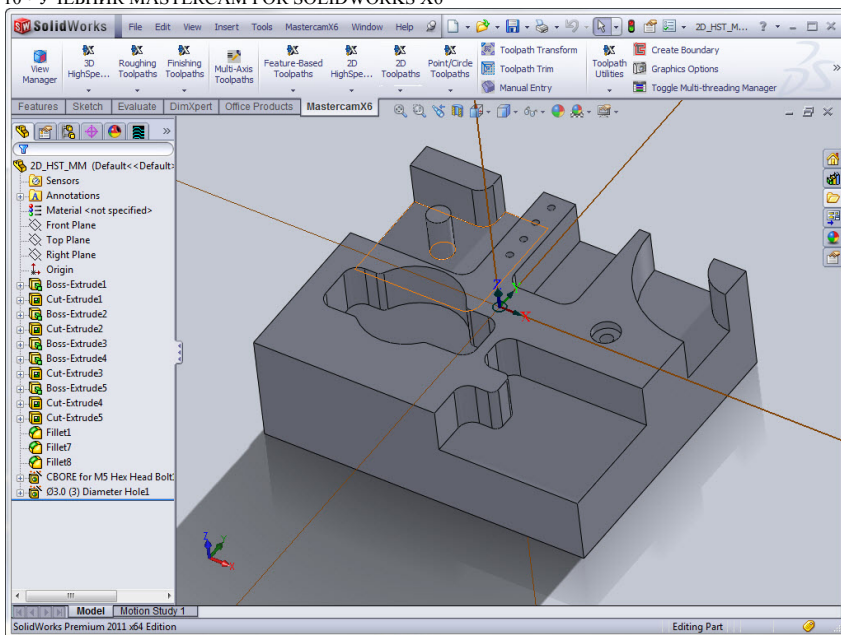 10 • УЧЕБНИК MASTERCAM FOR SOLIDWORKS X6
SolidWorks File Edit View Insert Tools MastercamX6 Window Help 2D_HST_M... ?
View Manager
3D HighSpe...
Roughing Toolpaths
Finishing Toolpaths
Multi-Axis Toolpaths
Feature-Based Toolpaths
2D HighSpe...
2D Toolpaths
Point/Circle Toolpaths
Toolpath Transform
Toolpath Trim
Manual Entry
Toolpath Utilities
Create Boundary
Graphics Options
Toggle Multi-threading Manager
Features Sketch Evaluate DimXpert Office Products MastercamX6
2D_HST_MM (Default<<Default>
Sensors
Annotations
Material <not specified>
Front Plane
Top Plane
Right Plane
Origin
Boss-Extrude1
Cut-Extrude1
Boss-Extrude2
Cut-Extrude2
Boss-Extrude3
Boss-Extrude4
Cut-Extrude3
Boss-Extrude5
Cut-Extrude4
Cut-Extrude5
Fillet1
Fillet7
Fillet8
CBORE for M5 Hex Head Bolt
Ø3.0 (3) Diameter Hole1
Z
Y
X
Z
Y
X
Model Motion Study 1
SolidWorks Premium 2011 x64 Edition Editing Part